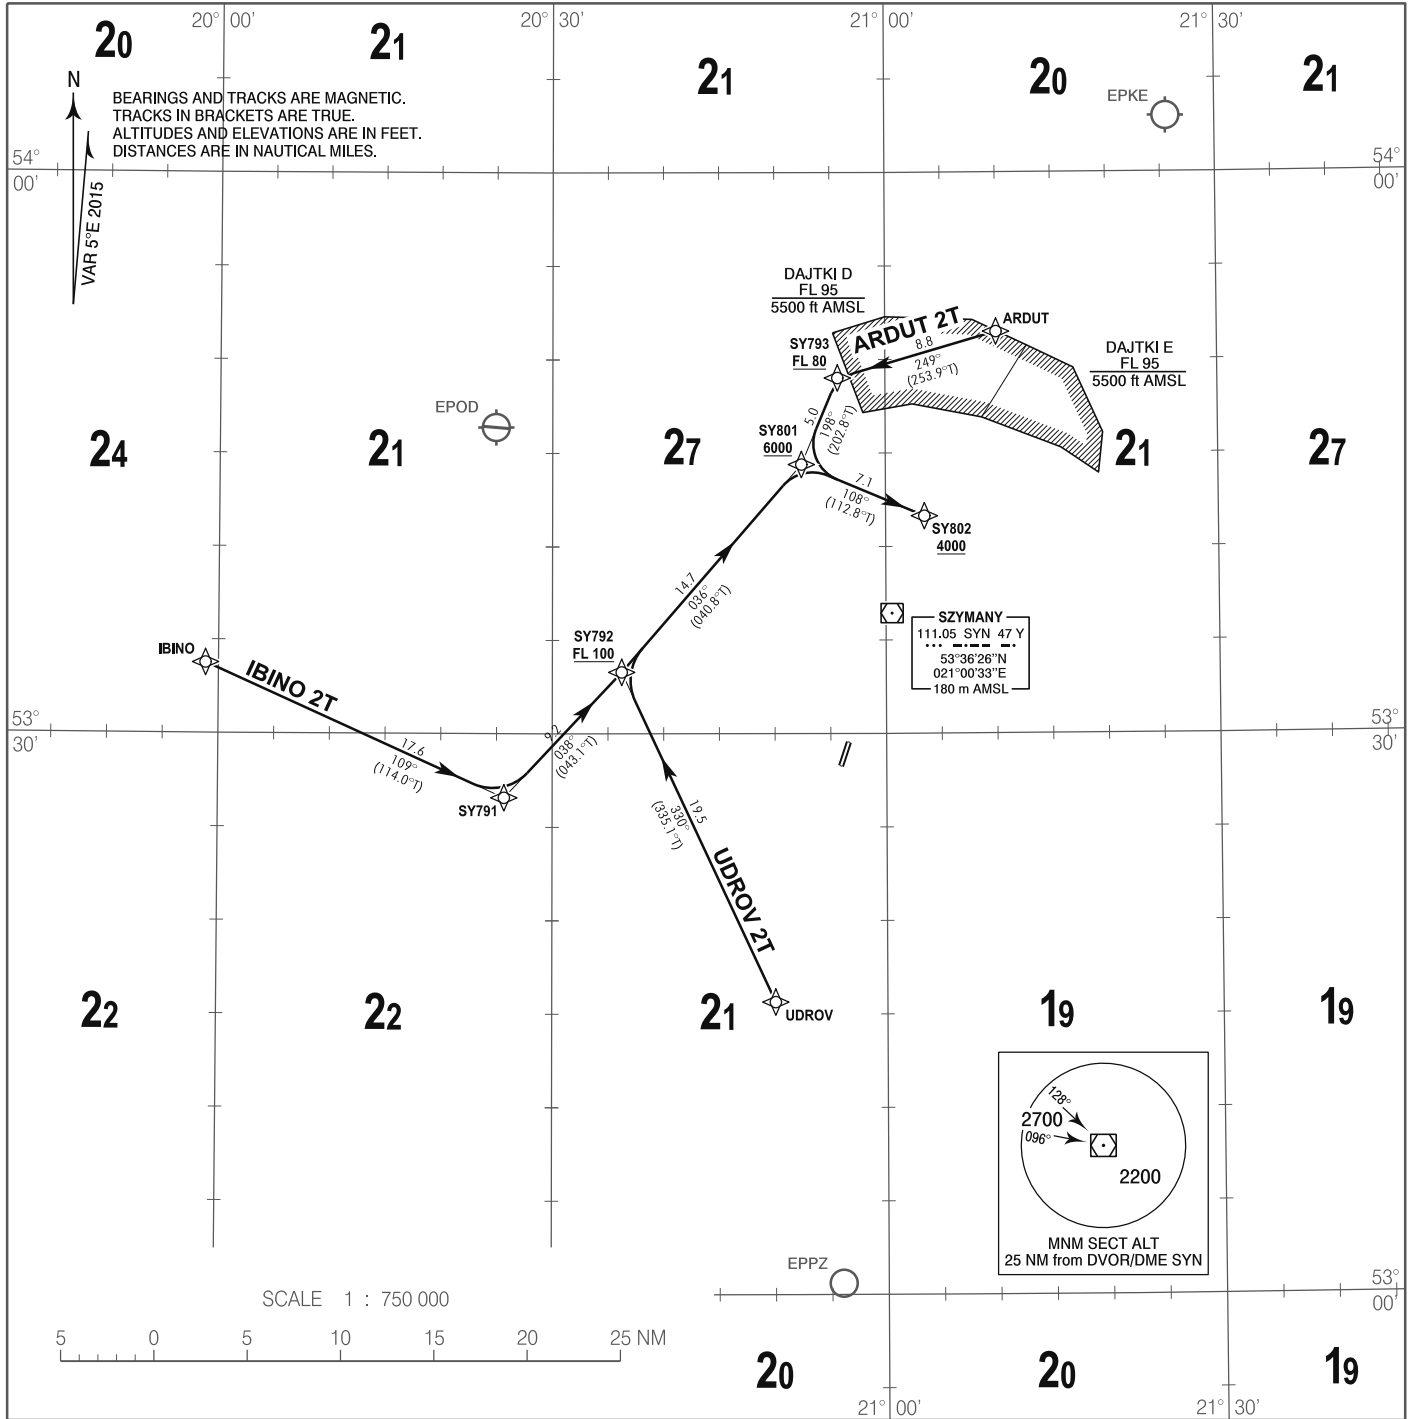 20° 00'
20° 30'
21° 00'
21° 30'
20
21
21
20
21
N
BEARINGS AND TRACKS ARE MAGNETIC.
TRACKS IN BRACKETS ARE TRUE.
ALTITUDES AND ELEVATIONS ARE IN FEET.
DISTANCES ARE IN NAUTICAL MILES.
VAR 5°E 2015
EPKE
54°
00'
54°
00'
DAJTKI D
FL 95
5500 ft AMSL
ARDUT 2T
ARDUT
8.8
249°
(253.9°T)
SY793
FL 80
DAJTKI E
FL 95
5500 ft AMSL
EPOD
5.0
198°
(202.8°T)
SY801
6000
24
21
27
21
27
7.1
108°
(112.8°T)
SY802
4000
14.7
036°
(040.8°T)
SZYMANY
111.05 SYN 47 Y
··· −·−− −·
53°36'26''N
021°00'33''E
180 m AMSL
SY792
FL 100
IBINO
IBINO 2T
53°
30'
53°
30'
17.6
109°
(114.0°T)
9.2
038°
(043.1°T)
SY791
19.5
330°
(335.1°T)
UDROV 2T
UDROV
22
22
21
19
19
128°
2700
096°
2200
MNM SECT ALT
25 NM from DVOR/DME SYN
EPPZ
53°
00'
SCALE 1 : 750 000
5 0 5 10 15 20 25 NM
20
20
19
21° 00'
21° 30'